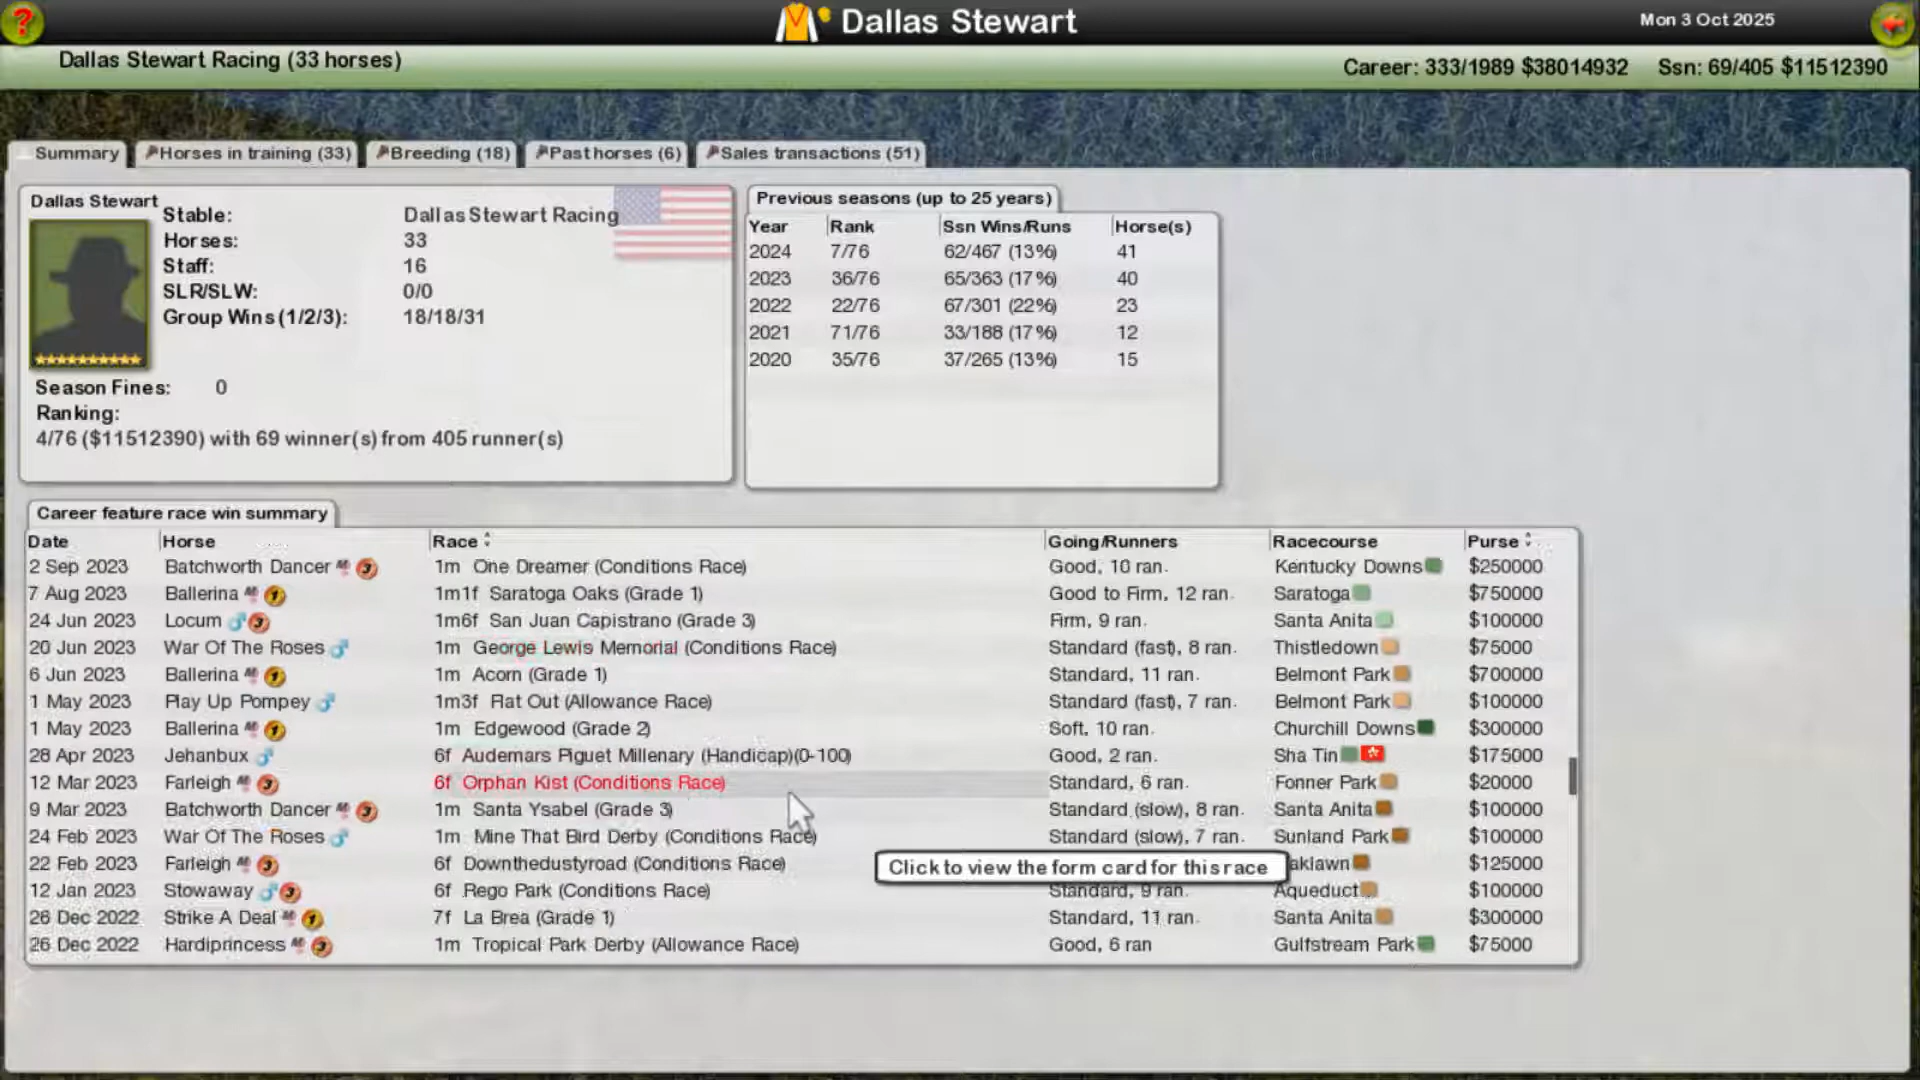 ?
Dallas Stewart
Mon 3 Oct 2025
Dallas Stewart Racing (33 horses)
Career: 333/1989 $38014932 Ssn: 69/405 $11512390
Summary
Horses in training (33)
Breeding (18)
Past horses (6)
Sales transactions (51)
Dallas Stewart
Stable: Dallas Stewart Racing
Horses: 33
Staff: 16
SLR/SLW: 0/0
Group Wins (1/2/3): 18/18/31
Season Fines: 0
Ranking:
4/76 ($11512390) with 69 winner(s) from 405 runner(s)
Previous seasons (up to 25 years)
Year Rank Ssn Wins/Runs Horse(s)
2024 7/76 62/467 (13%) 41
2023 36/76 65/363 (17%) 40
2022 22/76 67/301 (22%) 23
2021 71/76 33/188 (17%) 12
2020 35/76 37/265 (13%) 15
Career feature race win summary
Date Horse Race Going/Runners Racecourse Purse
2 Sep 2023 Batchworth Dancer 3 1m One Dreamer (Conditions Race) Good, 10 ran. Kentucky Downs $250000
7 Aug 2023 Ballerina 1 1m1f Saratoga Oaks (Grade 1) Good to Firm, 12 ran. Saratoga $750000
24 Jun 2023 Locum 3 1m6f San Juan Capistrano (Grade 3) Firm, 9 ran. Santa Anita $100000
20 Jun 2023 War Of The Roses 1m George Lewis Memorial (Conditions Race) Standard (fast), 8 ran. Thistledown $75000
6 Jun 2023 Ballerina 1 1m Acorn (Grade 1) Standard, 11 ran. Belmont Park $700000
1 May 2023 Play Up Pompey 1m3f Flat Out (Allowance Race) Standard (fast), 7 ran. Belmont Park $100000
1 May 2023 Ballerina 1 1m Edgewood (Grade 2) Soft, 10 ran. Churchill Downs $300000
28 Apr 2023 Jehanbux 6f Audemars Piguet Millenary (Handicap)(0-100) Good, 2 ran. Sha Tin $175000
12 Mar 2023 Farleigh 3 6f Orphan Kist (Conditions Race) Standard, 6 ran. Fonner Park $20000
9 Mar 2023 Batchworth Dancer 3 1m Santa Ysabel (Grade 3) Standard (slow), 8 ran. Santa Anita $100000
24 Feb 2023 War Of The Roses 1m Mine That Bird Derby (Conditions Race) Standard (slow), 7 ran. Sunland Park $100000
22 Feb 2023 Farleigh 3 6f Downthedustyroad (Conditions Race) aklawn $125000
Click to view the form card for this race
12 Jan 2023 Stowaway 3 6f Rego Park (Conditions Race) Standard, 9 ran. Aqueduct $100000
26 Dec 2022 Strike A Deal 1 7f La Brea (Grade 1) Standard, 11 ran. Santa Anita $300000
26 Dec 2022 Hardiprincess 3 1m Tropical Park Derby (Allowance Race) Good, 6 ran Gulfstream Park $75000